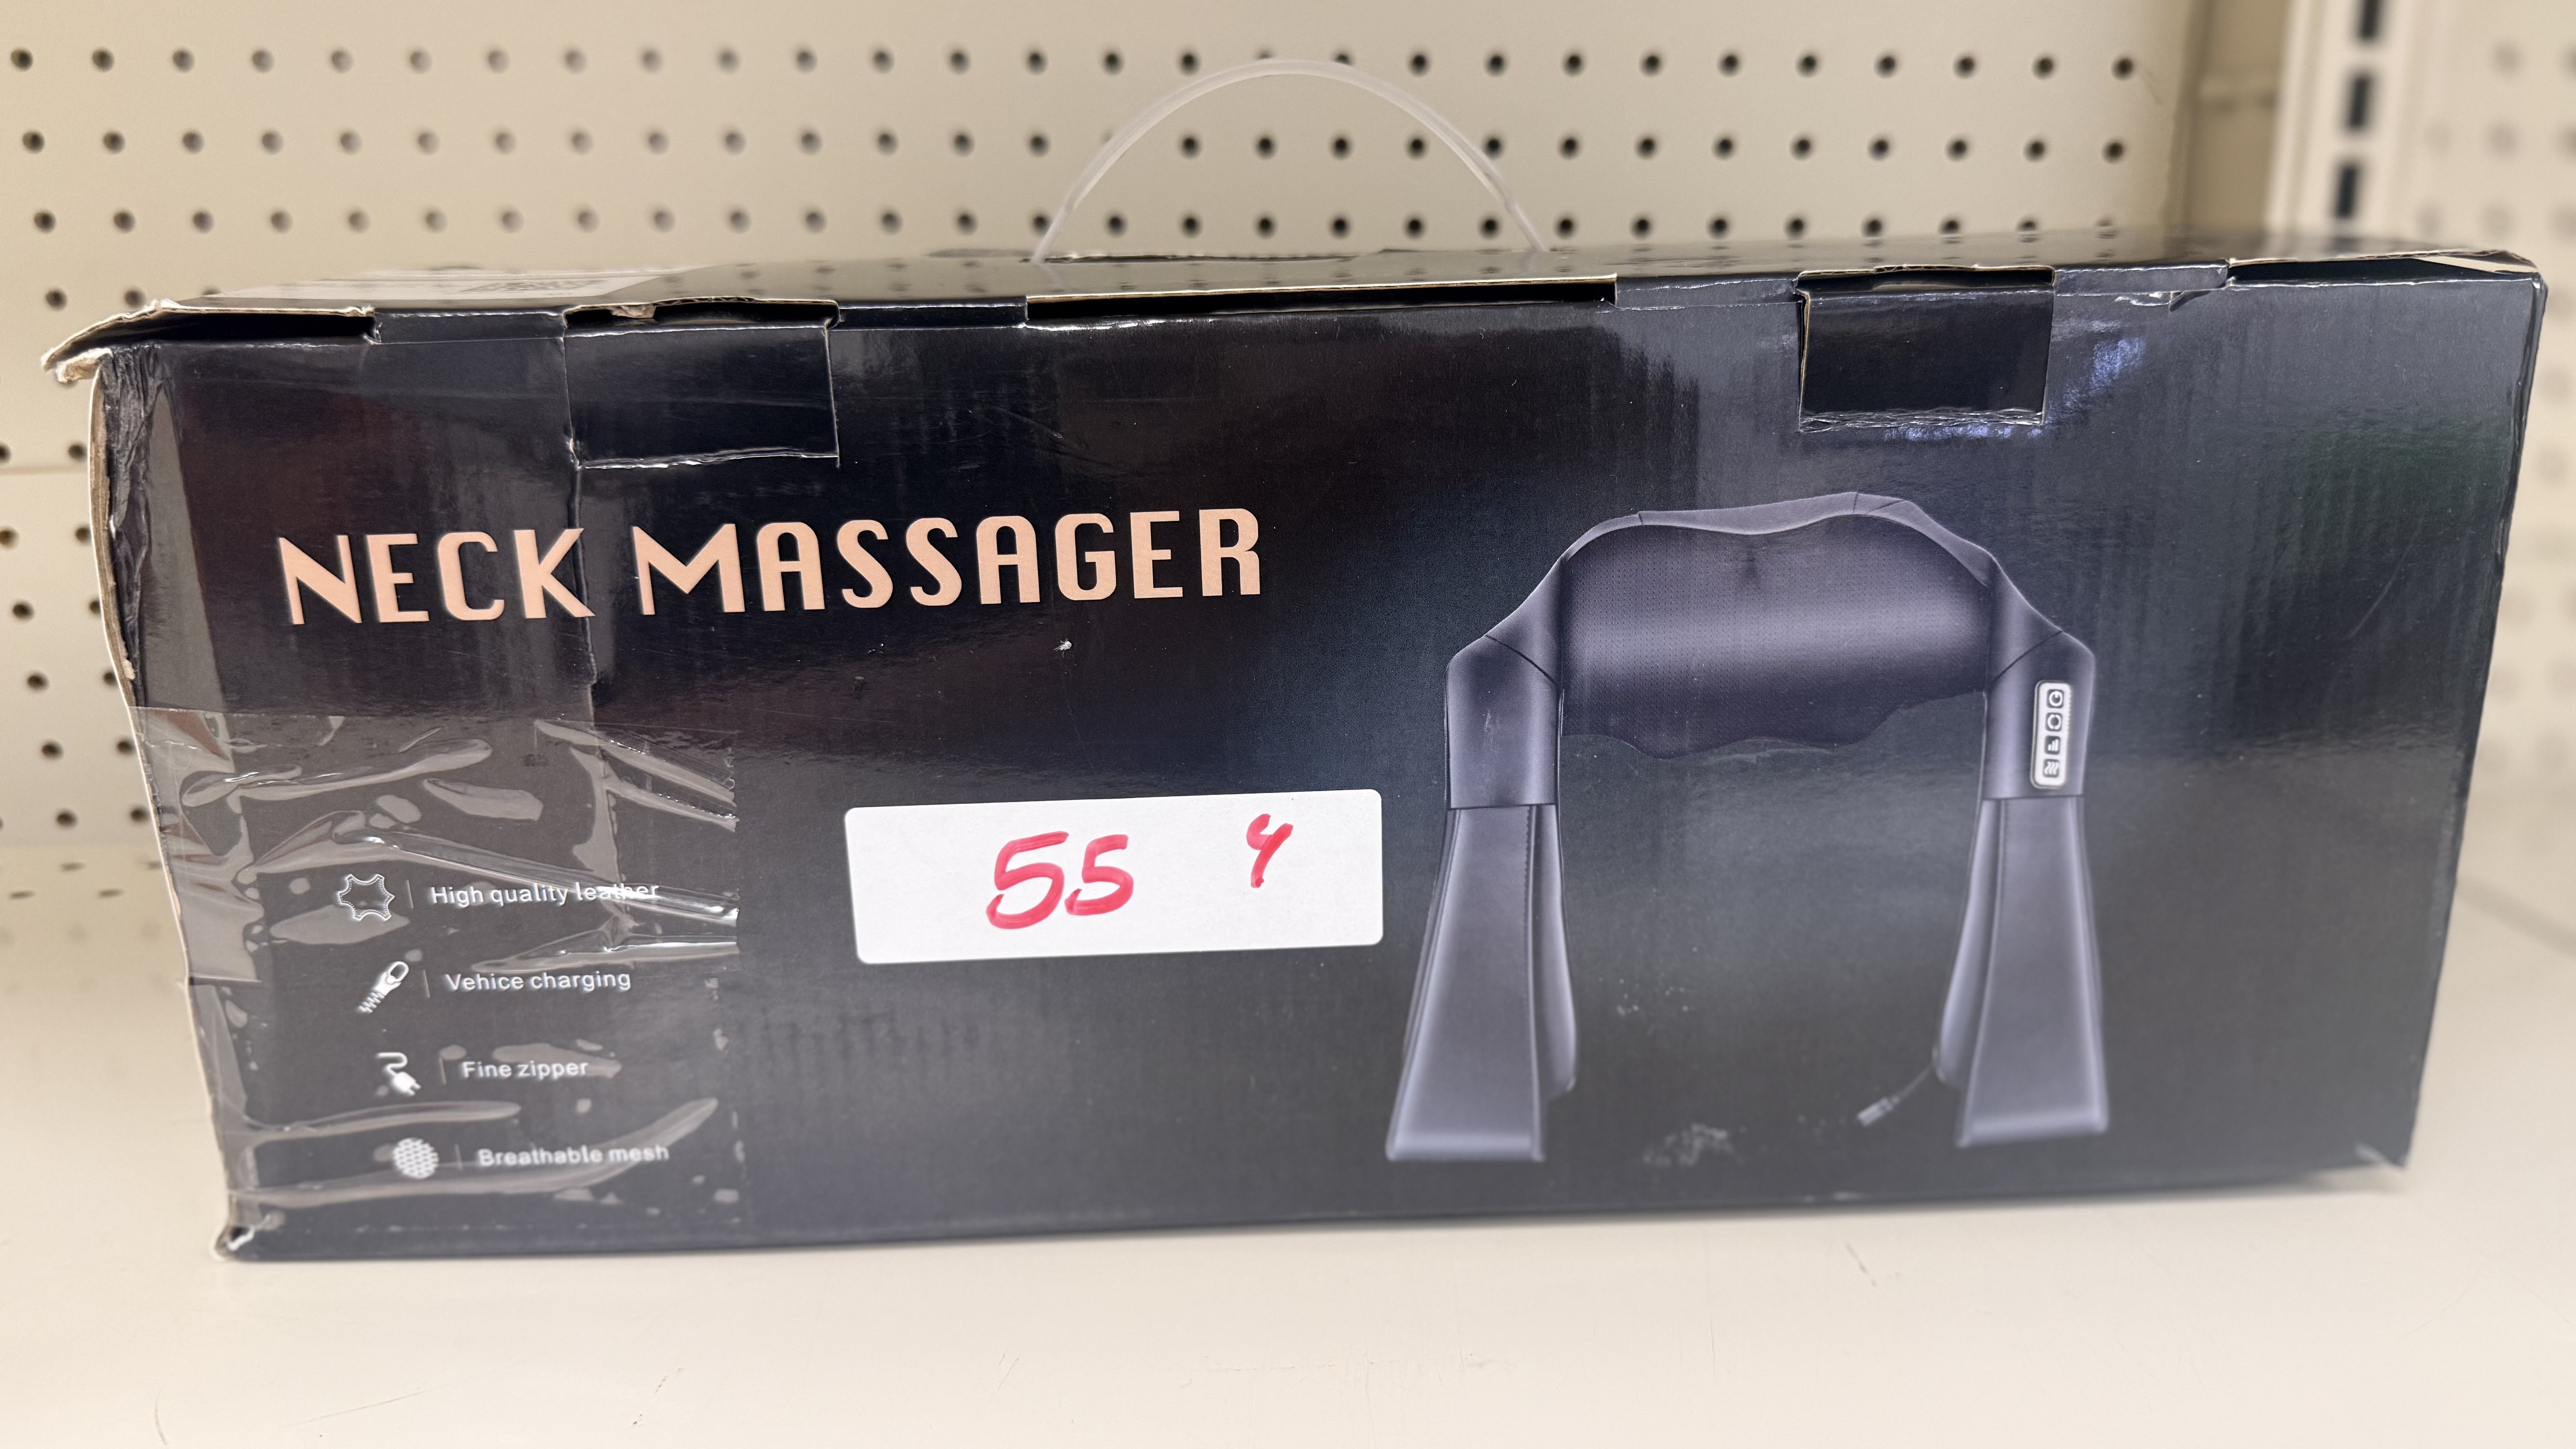 NECK MASSAGER
55 4
High quality leather
Vehice charging
Fine zipper
Breathable mesh